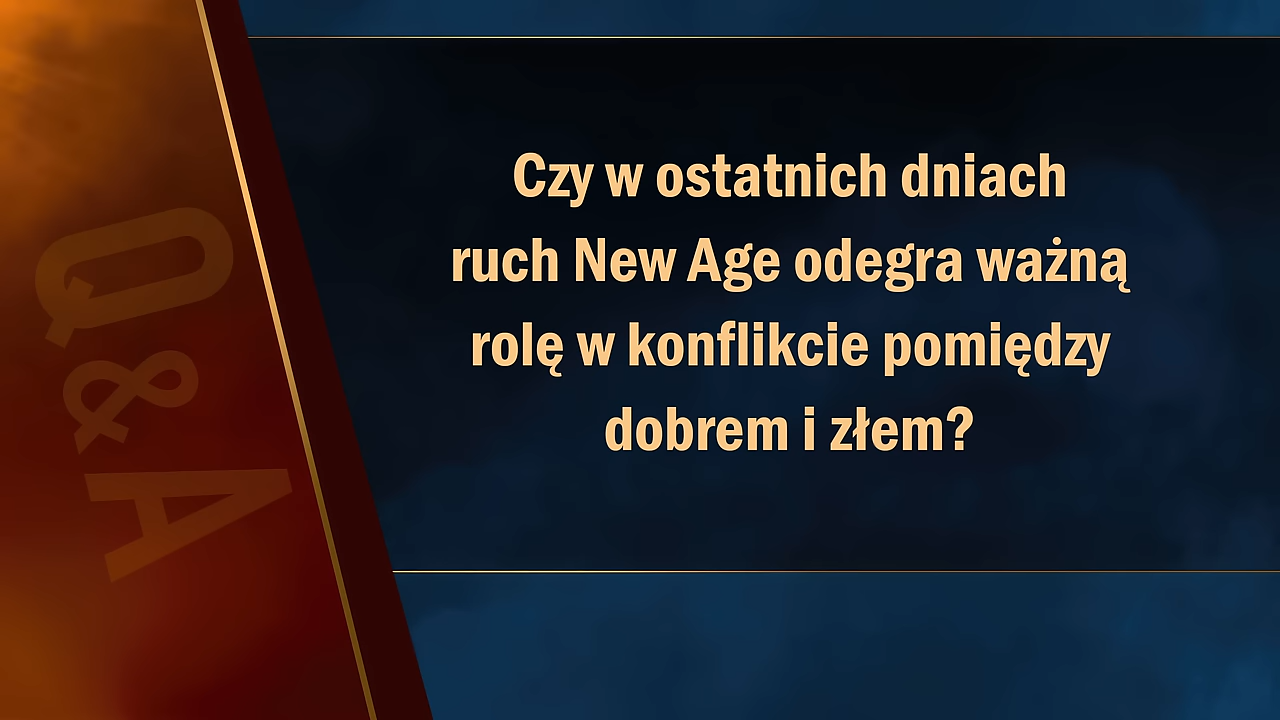 Q&A
Czy w ostatnich dniach
ruch New Age odegra ważną
rolę w konflikcie pomiędzy
dobrem i złem?